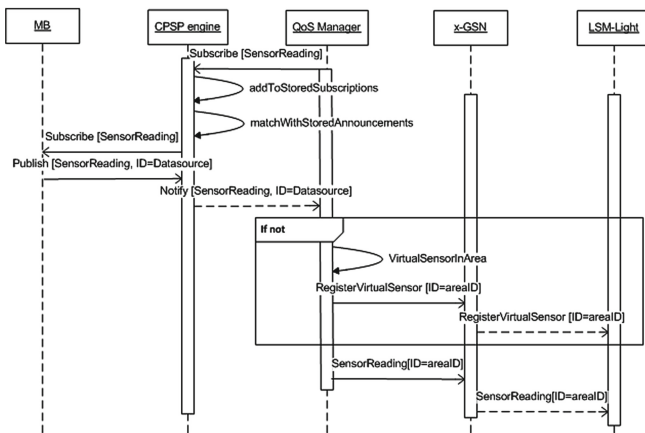 MB
CPSP engine
QoS Manager
x-GSN
LSM-Light
Subscribe [SensorReading]
addToStoredSubscriptions
matchWithStoredAnnouncements
Subscribe [SensorReading]
Publish [SensorReading, ID=Datasource]
Notify [SensorReading, ID=Datasource]
If not
VirtualSensorInArea
RegisterVirtualSensor [ID=areaID]
RegisterVirtualSensor [ID=areaID]
SensorReading[ID=areaID]
SensorReading[ID=areaID]